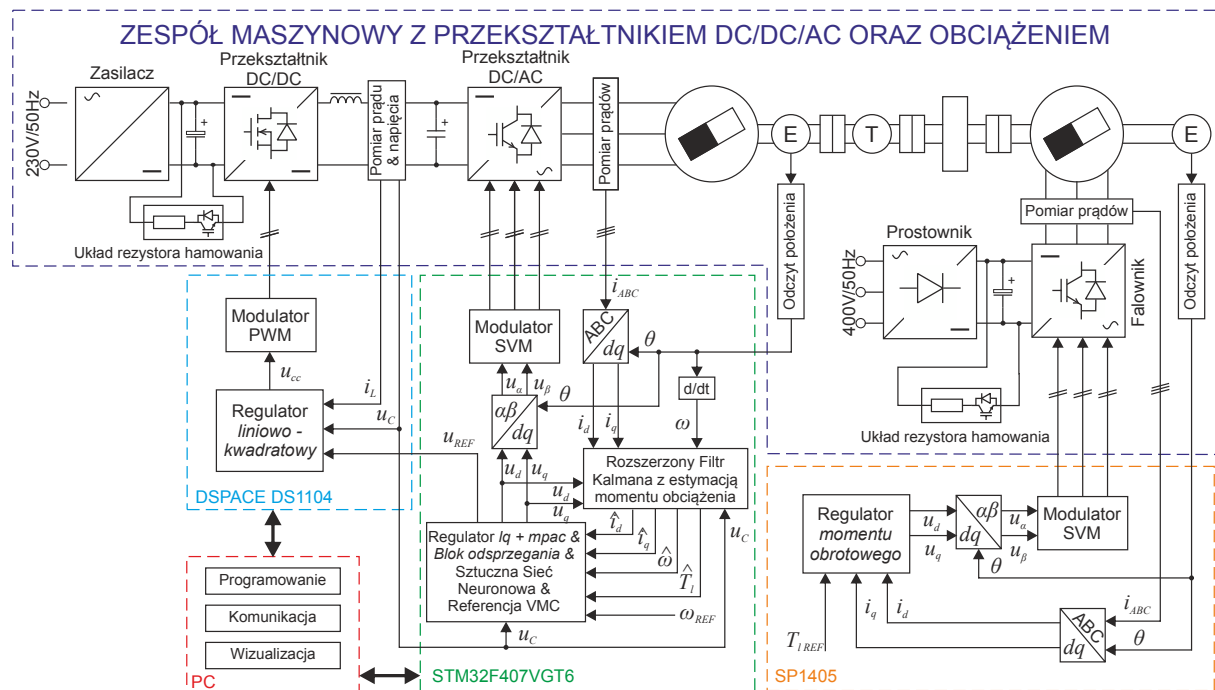 ZESPÓŁ MASZYNOWY Z PRZEKSZTAŁTNIKIEM DC/DC/AC ORAZ OBCIĄŻENIEM
Zasilacz
Przekształtnik
DC/DC
Przekształtnik
DC/AC
230V/50Hz
+
Pomiar prądu
& napięcia
+
Pomiar prądów
E
T
E
Układ rezystora hamowania
Odczyt położenia
Pomiar prądów
Odczyt położenia
Prostownik
400V/50Hz
+
Falownik
Układ rezystora hamowania
Modulator
PWM
u_cc
Regulator
liniowo -
kwadratowy
i_L
u_C
u_REF
DSPACE DS1104
Modulator
SVM
u_α
u_β
θ
αβ
dq
u_d
u_q
i_ABC
ABC
dq
θ
d/dt
i_d
i_q
ω
Rozszerzony Filtr
Kalmana z estymacją
momentu obciążenia
u_d
u_q
u_C
î_d
î_q
ω̂
T̂_l
Regulator lq + mpac &
Blok odsprzęgania &
Sztuczna Sieć
Neuronowa &
Referencja VMC
ω_REF
u_C
STM32F407VGT6
Programowanie
Komunikacja
Wizualizacja
PC
Regulator
momentu
obrotowego
u_d
u_q
αβ
dq
u_α
u_β
Modulator
SVM
θ
T_l REF
i_q
i_d
ABC
dq
i_ABC
θ
SP1405